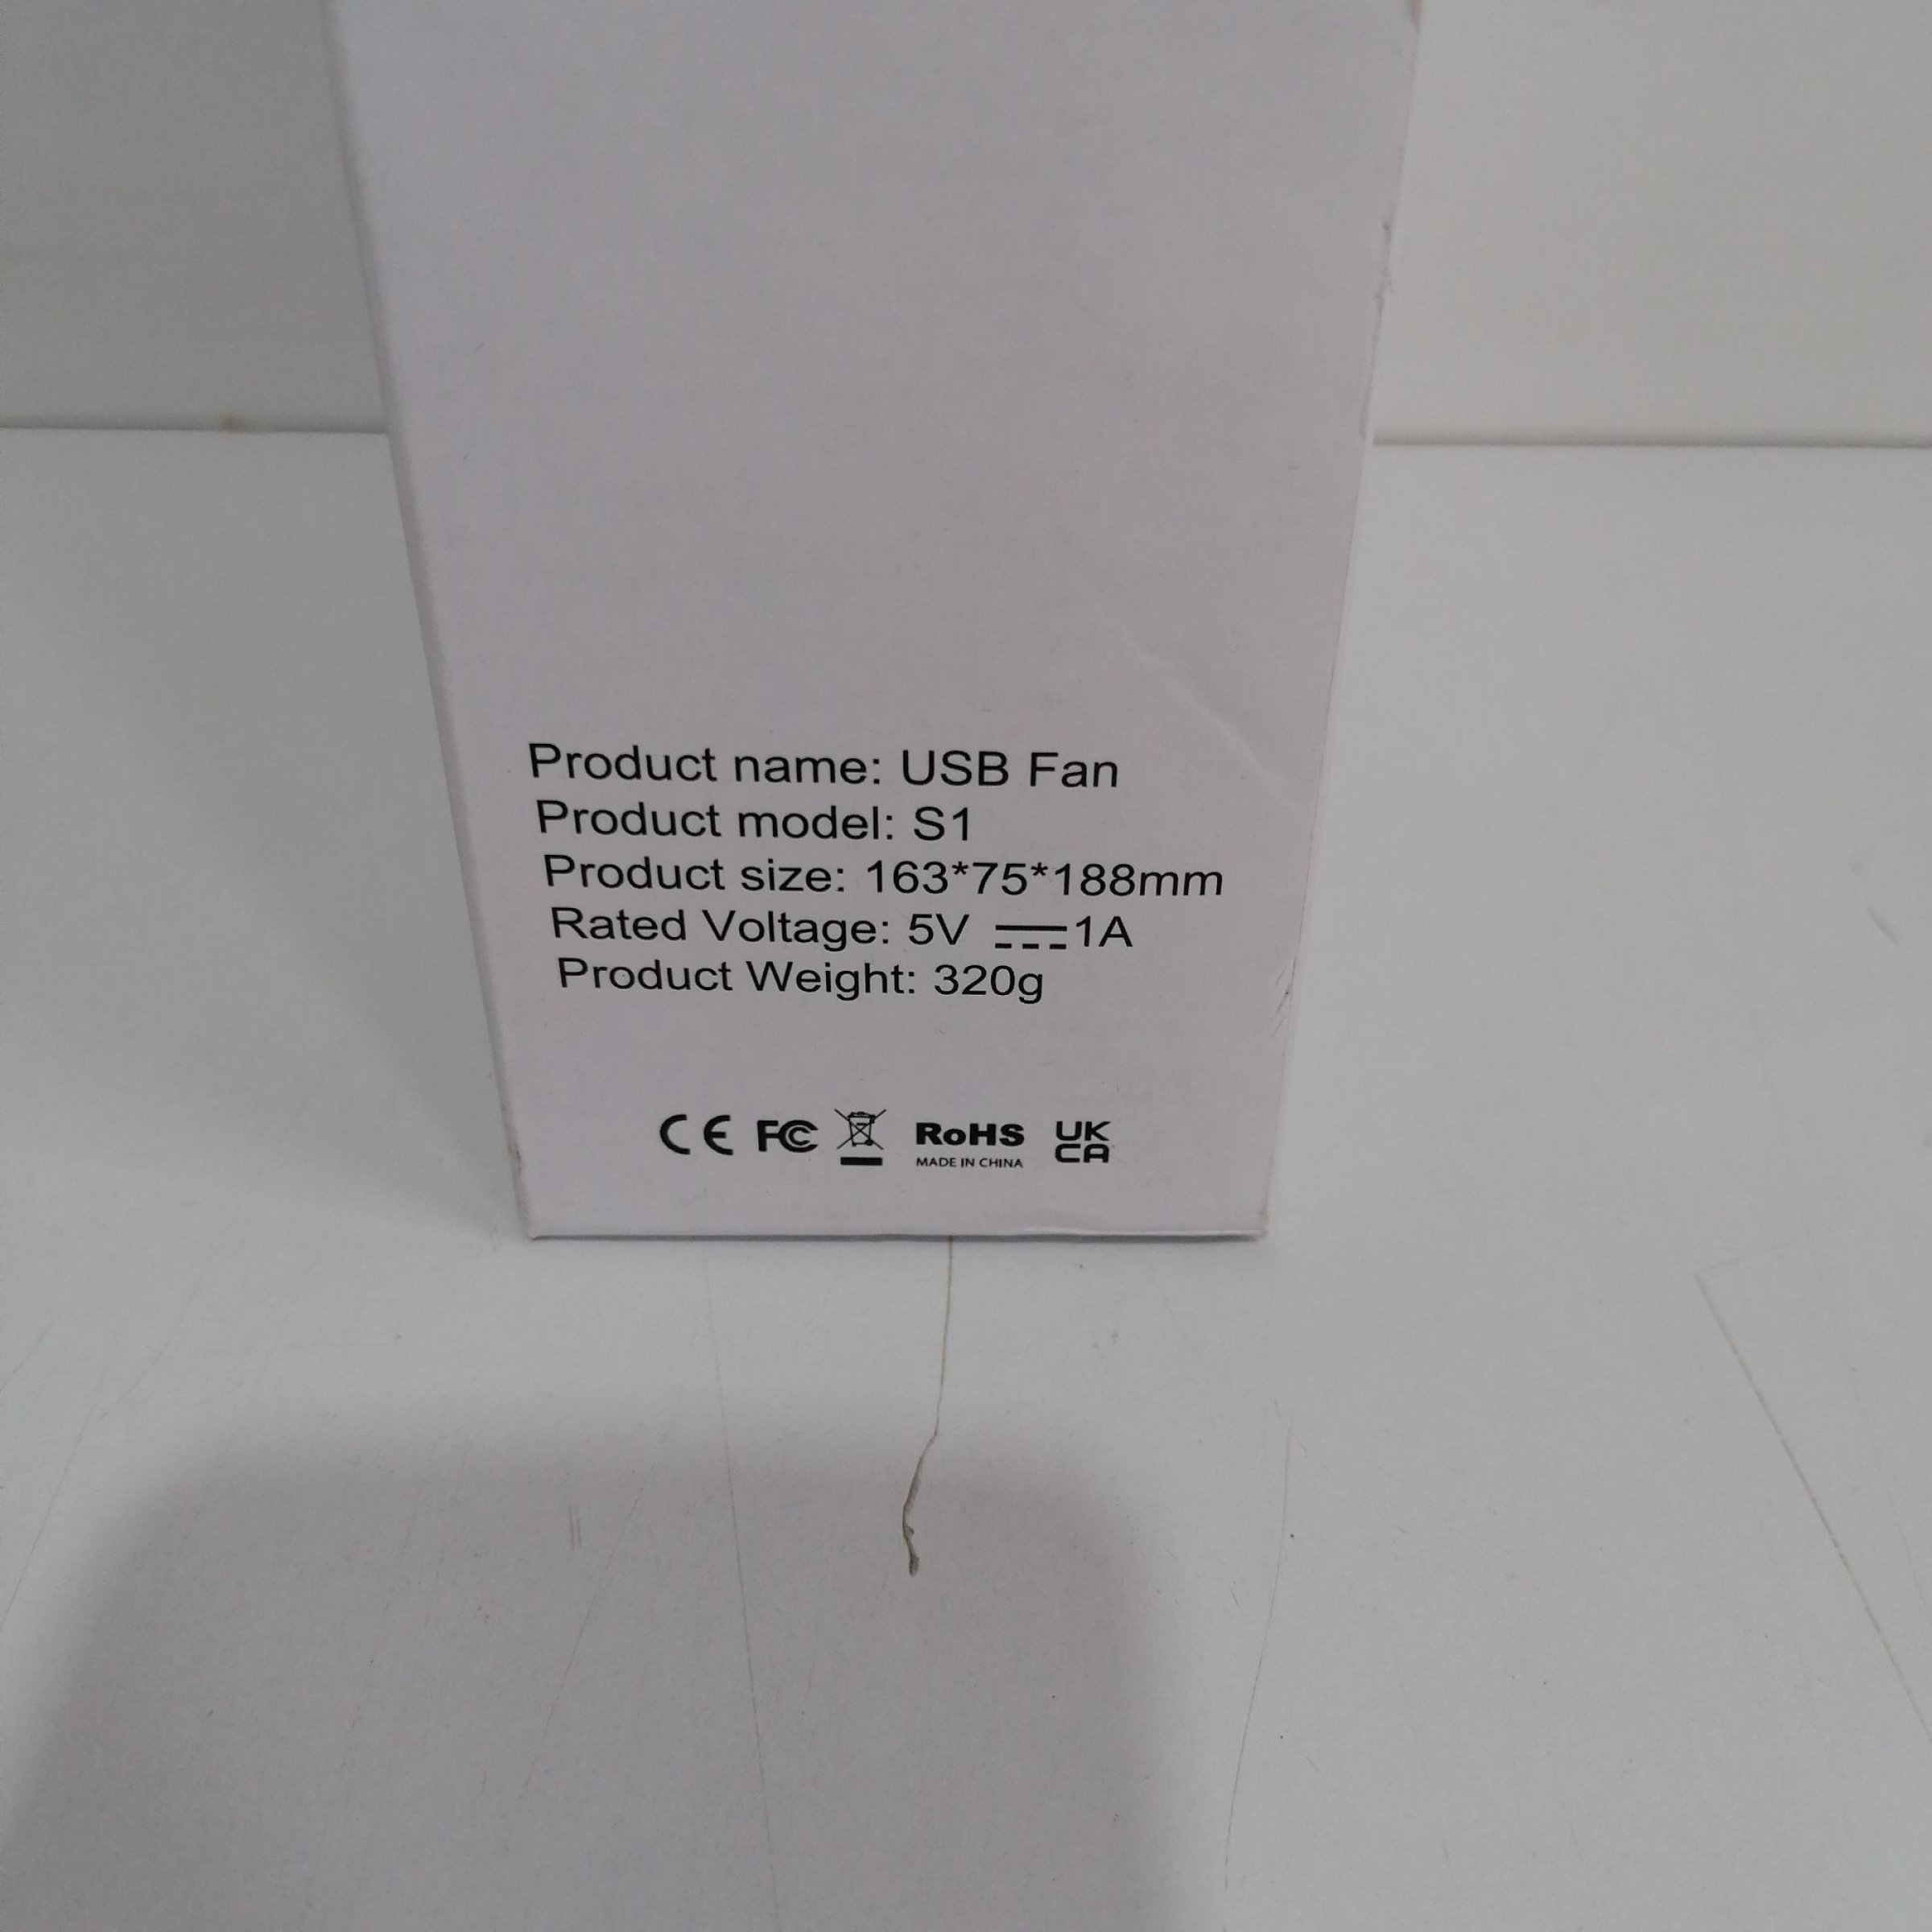 Product name: USB Fan
Product model: S1
Product size: 163*75*188mm
Rated Voltage: 5V ⎓1A
Product Weight: 320g
CE FC RoHS UK
MADE IN CHINA CA